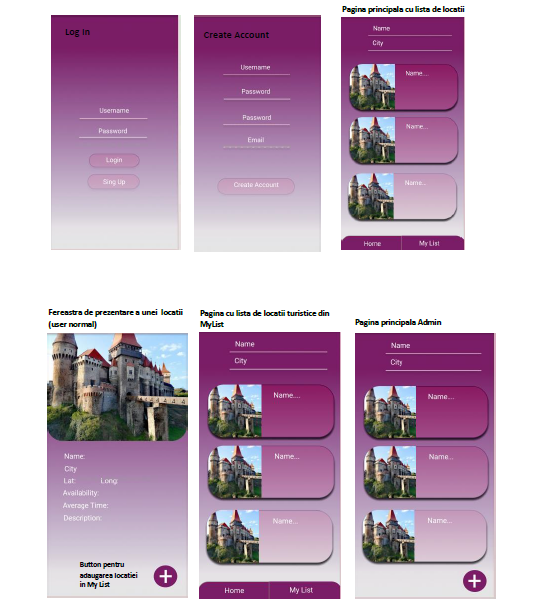 Log In
Username
Password
Login
Sing Up
Create Account
Username
Password
Password
Email
Create Account
Pagina principala cu lista de locatii
Name
City
Name....
Name...
Name...
Home
My List
Fereastra de prezentare a unei locatii
(user normal)
Name:
City
Lat: Long:
Availability:
Average Time:
Description:
Button pentru
adaugarea locatiei
in My List
Pagina cu lista de locatii turistice din
MyList
Name
City
Name....
Name...
Name...
Home
My List
Pagina principala Admin
Name
City
Name....
Name...
Name...